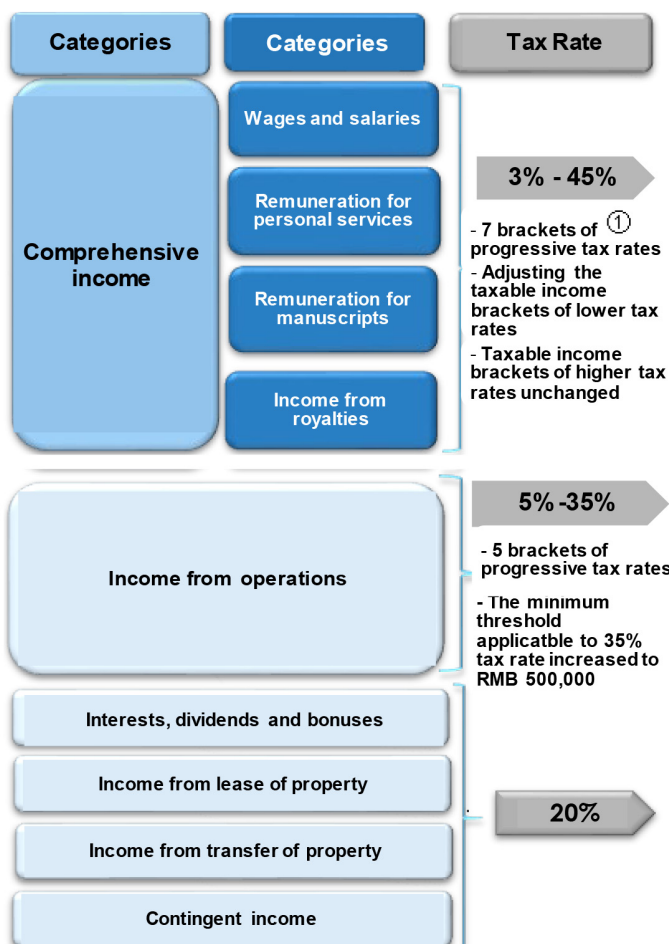 Categories
Categories
Tax Rate
Comprehensive
income
Wages and salaries
Remuneration for
personal services
Remuneration for
manuscripts
Income from
royalties
3% - 45%
- 7 brackets of ①
progressive tax rates
- Adjusting the
taxable income
brackets of lower tax
rates
- Taxable income
brackets of higher tax
rates unchanged
Income from operations
5% -35%
- 5 brackets of
progressive tax rates
- The minimum
threshold
applicatble to 35%
tax rate increased to
RMB 500,000
Interests, dividends and bonuses
Income from lease of property
Income from transfer of property
Contingent income
20%